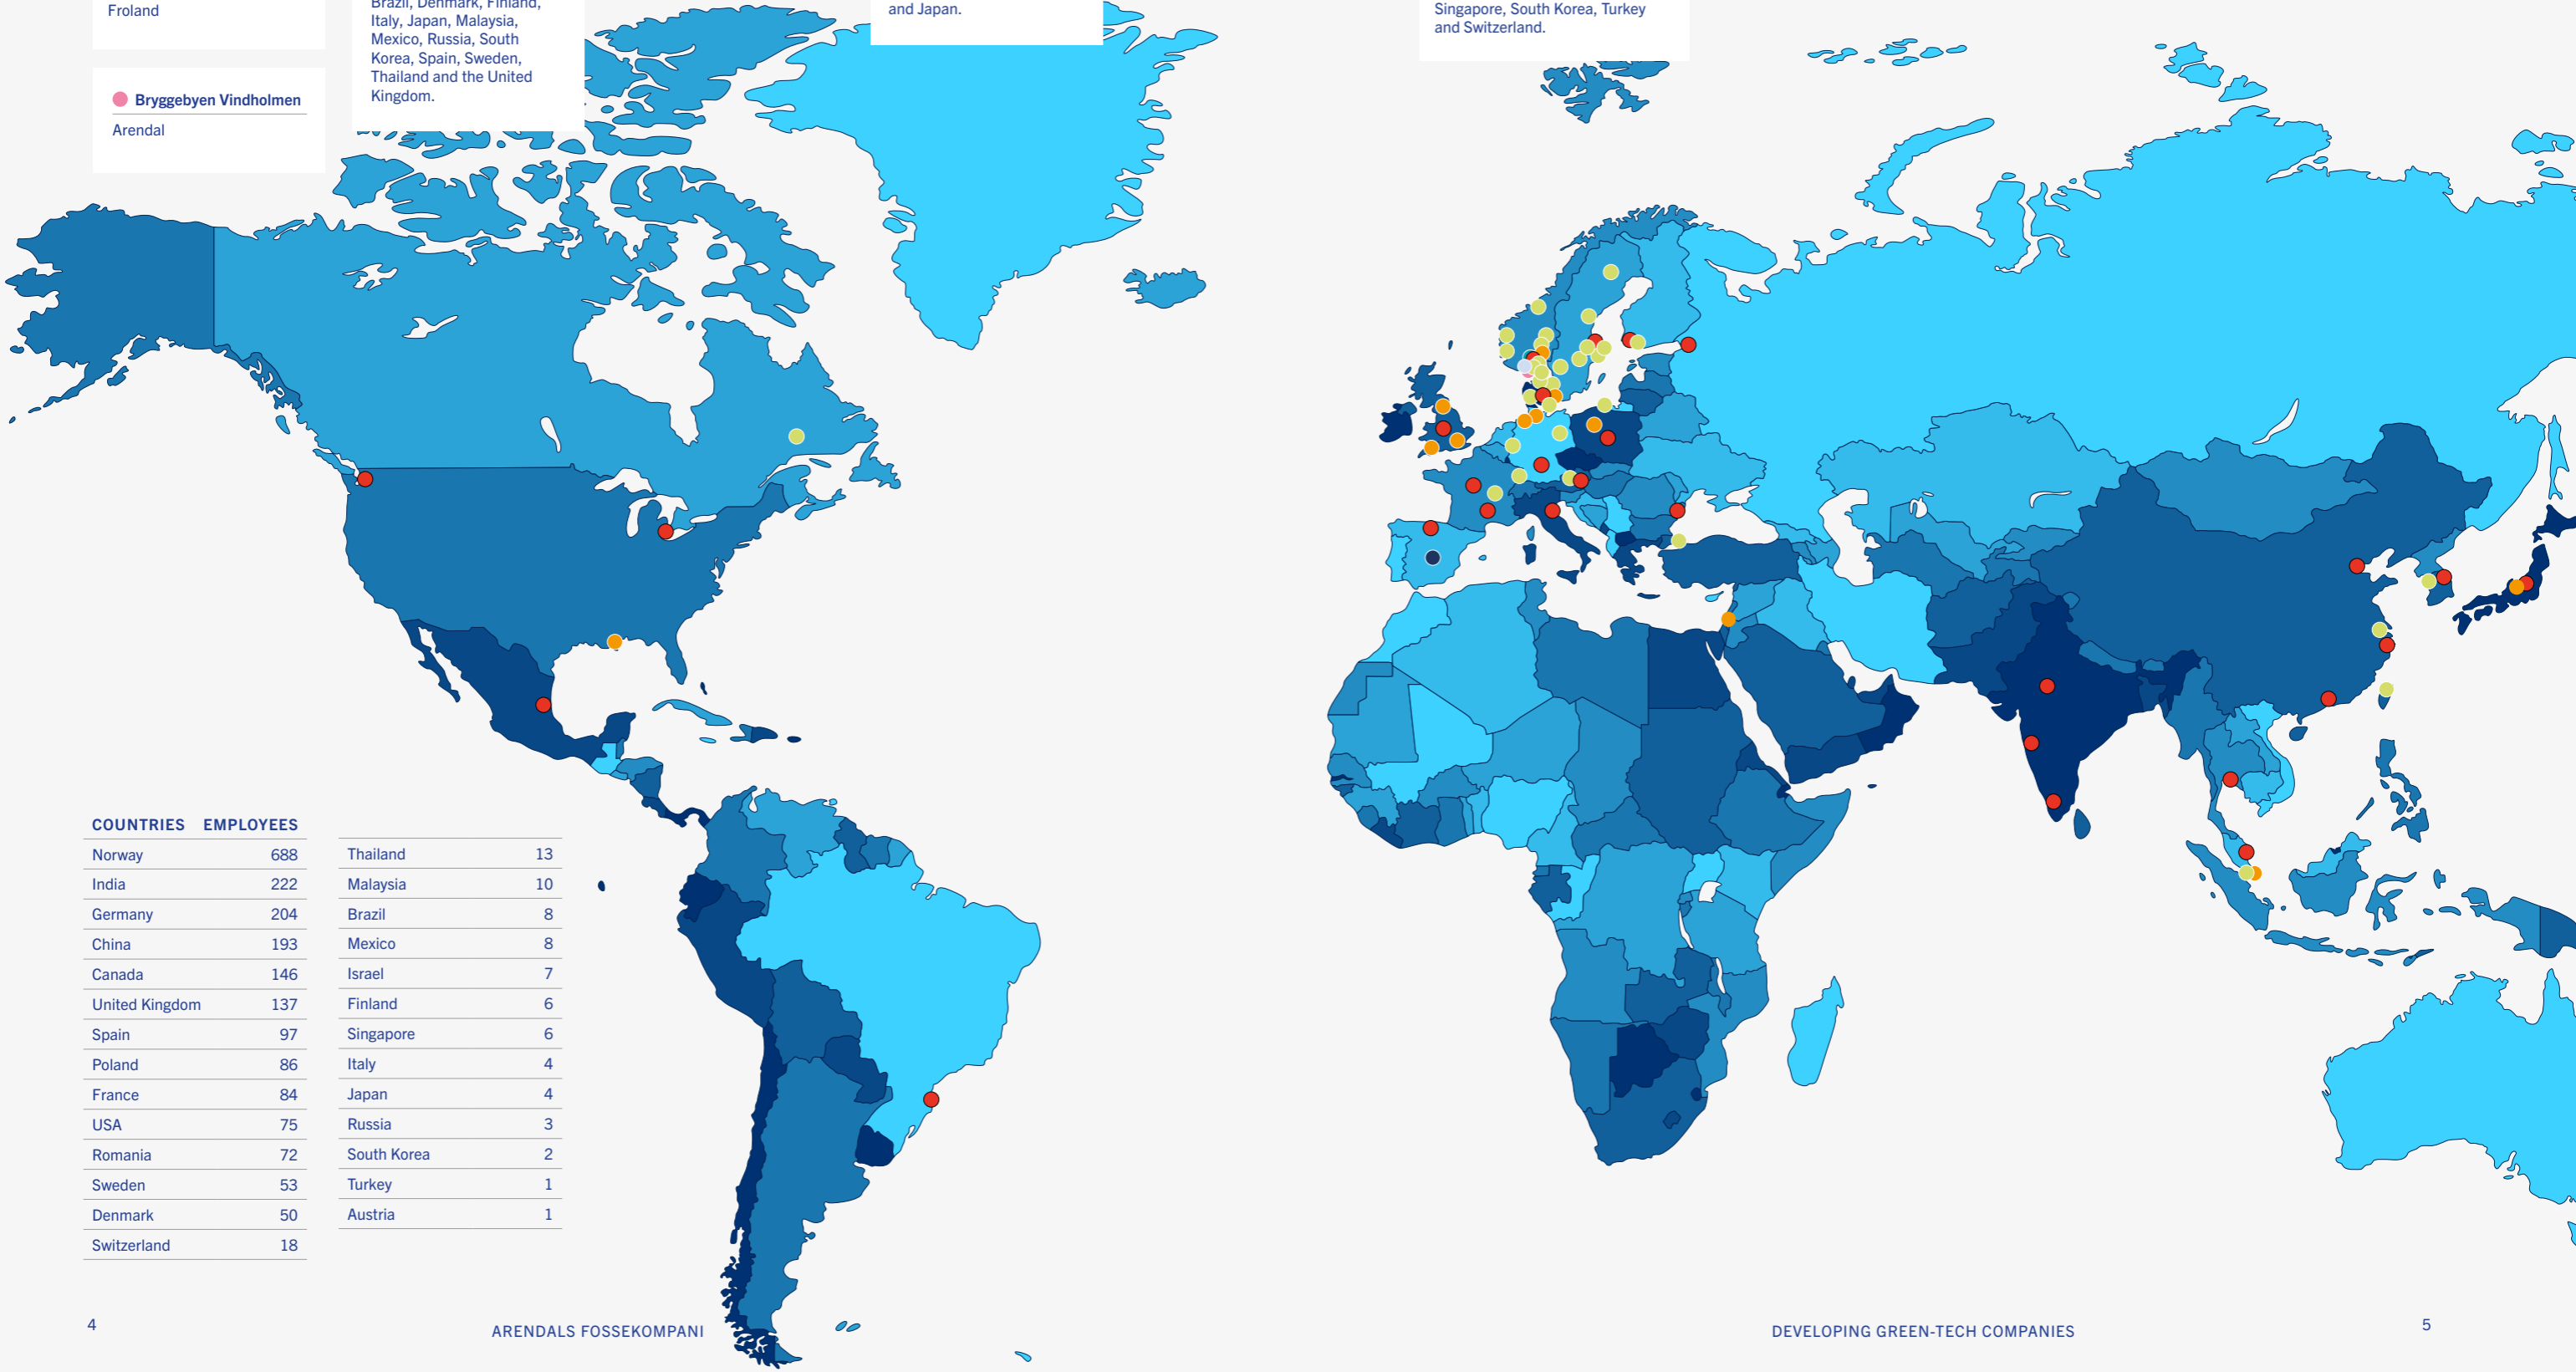 Froland
Bryggebyen Vindholmen
Arendal
Brazil, Denmark, Finland,
Italy, Japan, Malaysia,
Mexico, Russia, South
Korea, Spain, Sweden,
Thailand and the United
Kingdom.
and Japan.
Singapore, South Korea, Turkey
and Switzerland.
COUNTRIES EMPLOYEES
Norway 688
India 222
Germany 204
China 193
Canada 146
United Kingdom 137
Spain 97
Poland 86
France 84
USA 75
Romania 72
Sweden 53
Denmark 50
Switzerland 18
Thailand 13
Malaysia 10
Brazil 8
Mexico 8
Israel 7
Finland 6
Singapore 6
Italy 4
Japan 4
Russia 3
South Korea 2
Turkey 1
Austria 1
4
ARENDALS FOSSEKOMPANI
DEVELOPING GREEN-TECH COMPANIES
5